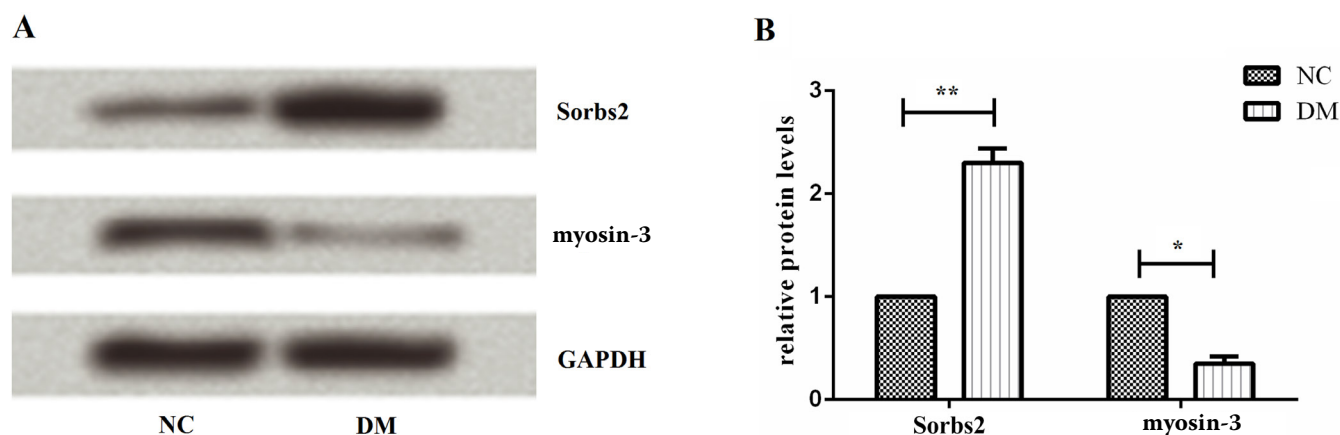 A
Sorbs2
myosin-3
GAPDH
NC DM
B
NC
DM
relative protein levels
3
2
1
0
**
*
Sorbs2 myosin-3